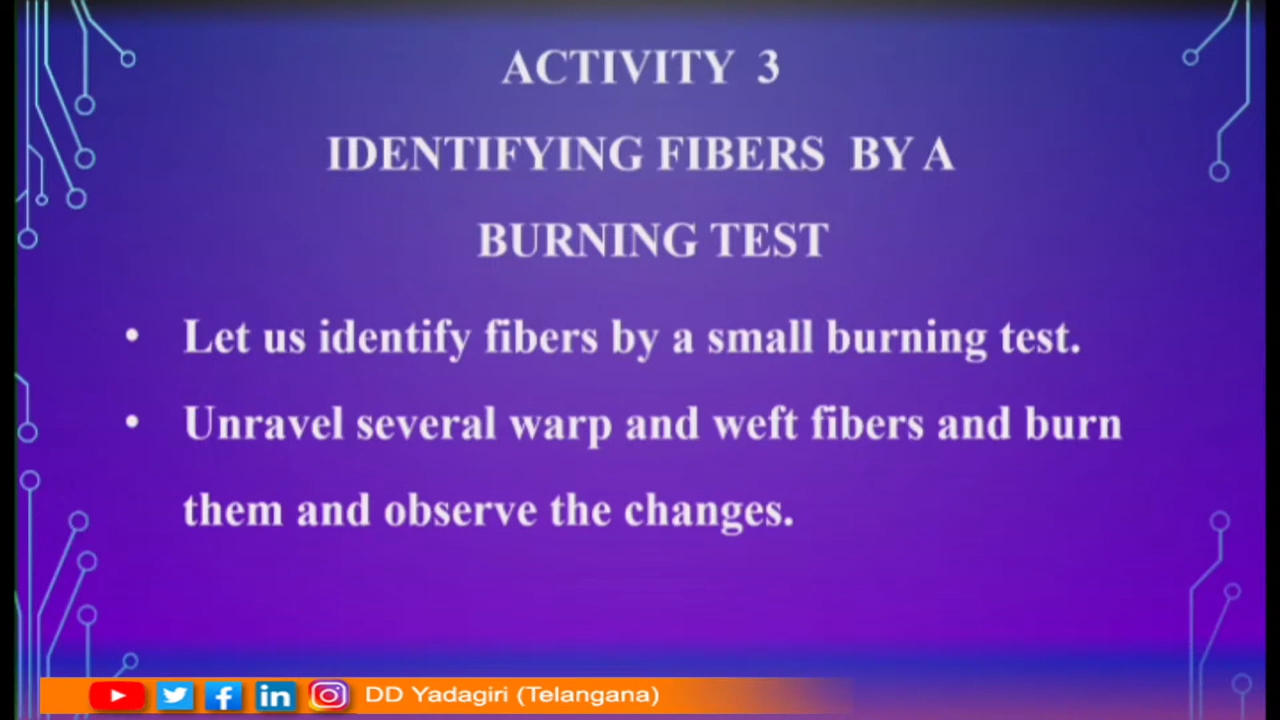 ACTIVITY 3
IDENTIFYING FIBERS BY A
BURNING TEST
• Let us identify fibers by a small burning test.
• Unravel several warp and weft fibers and burn
them and observe the changes.
DD Yadagiri (Telangana)